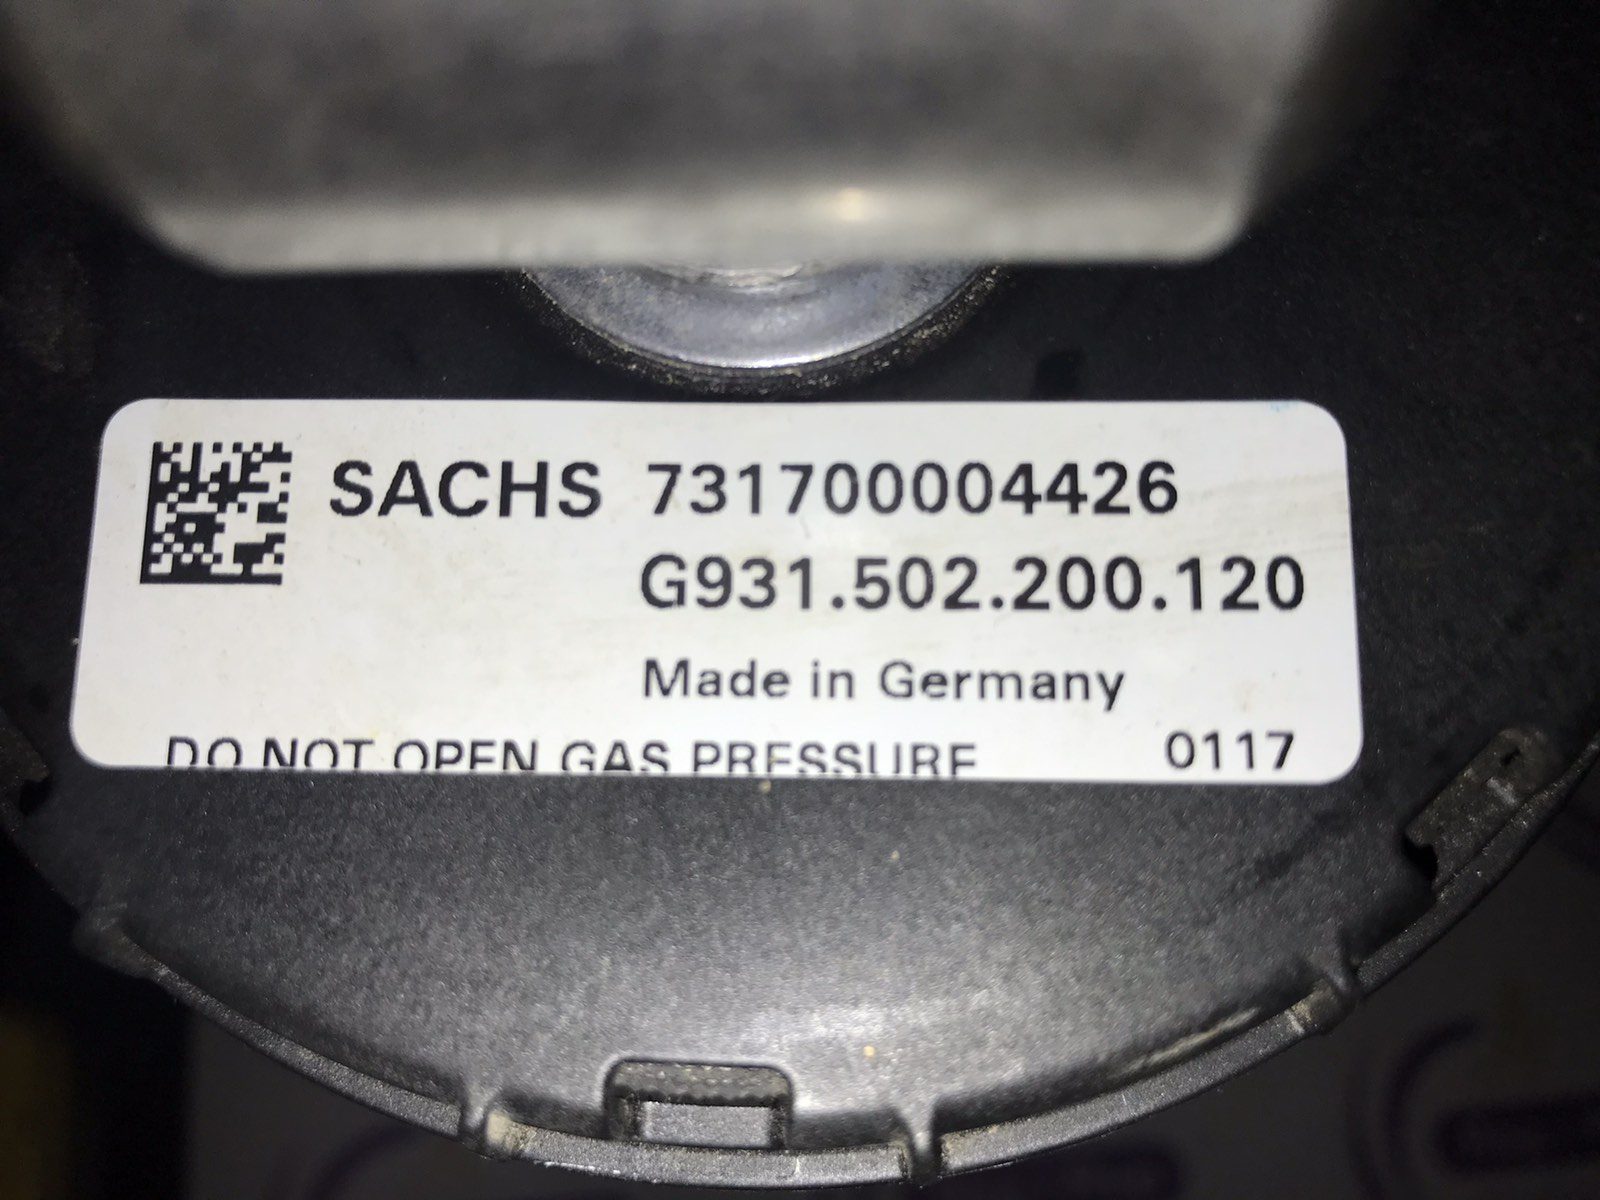 SACHS 731700004426
G931.502.200.120
Made in Germany
DO NOT OPEN GAS PRESSURE 0117